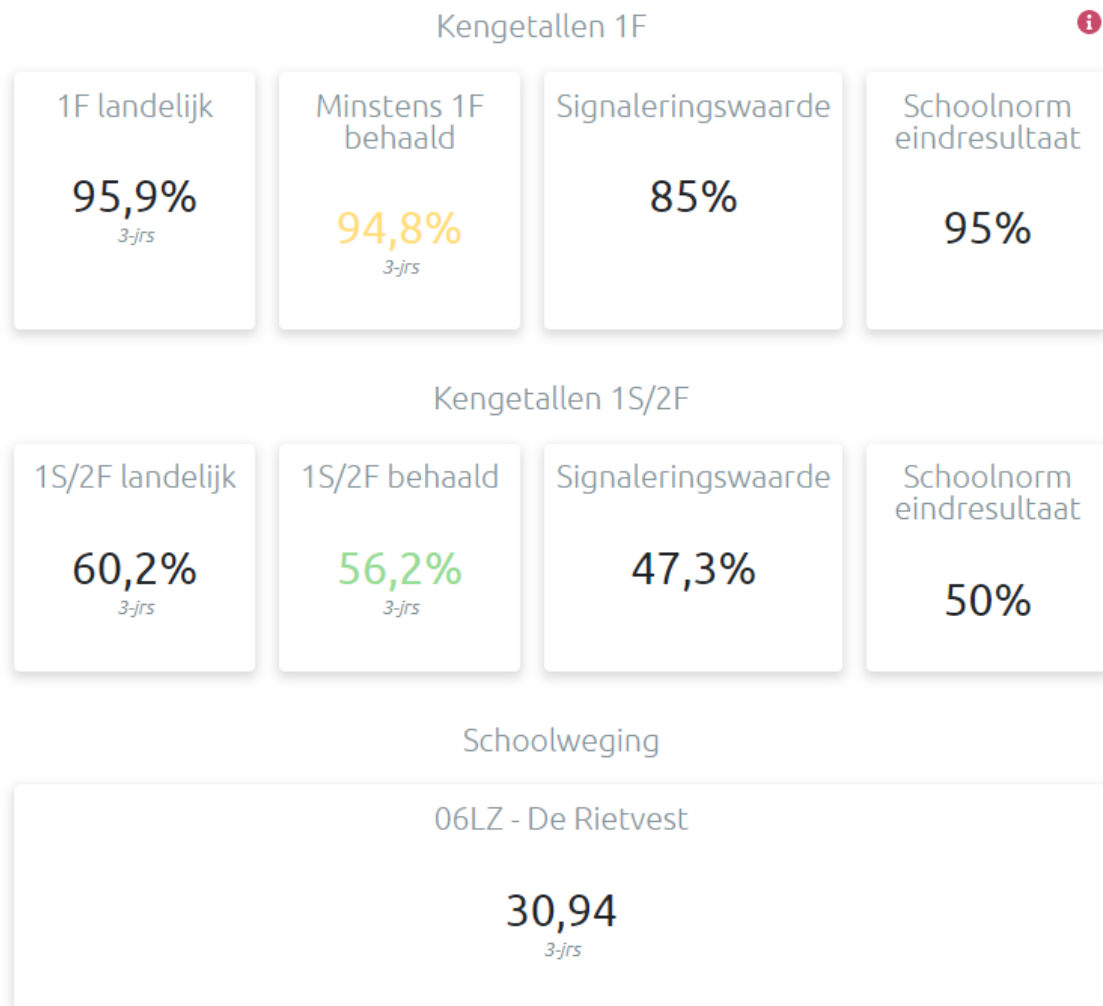 Kengetallen 1F
1F landelijk
95,9%
3-jrs
Minstens 1F
behaald
94,8%
3-jrs
Signaleringswaarde
85%
Schoolnorm
eindresultaat
95%
Kengetallen 1S/2F
1S/2F landelijk
60,2%
3-jrs
1S/2F behaald
56,2%
3-jrs
Signaleringswaarde
47,3%
Schoolnorm
eindresultaat
50%
Schoolweging
06LZ - De Rietvest
30,94
3-jrs